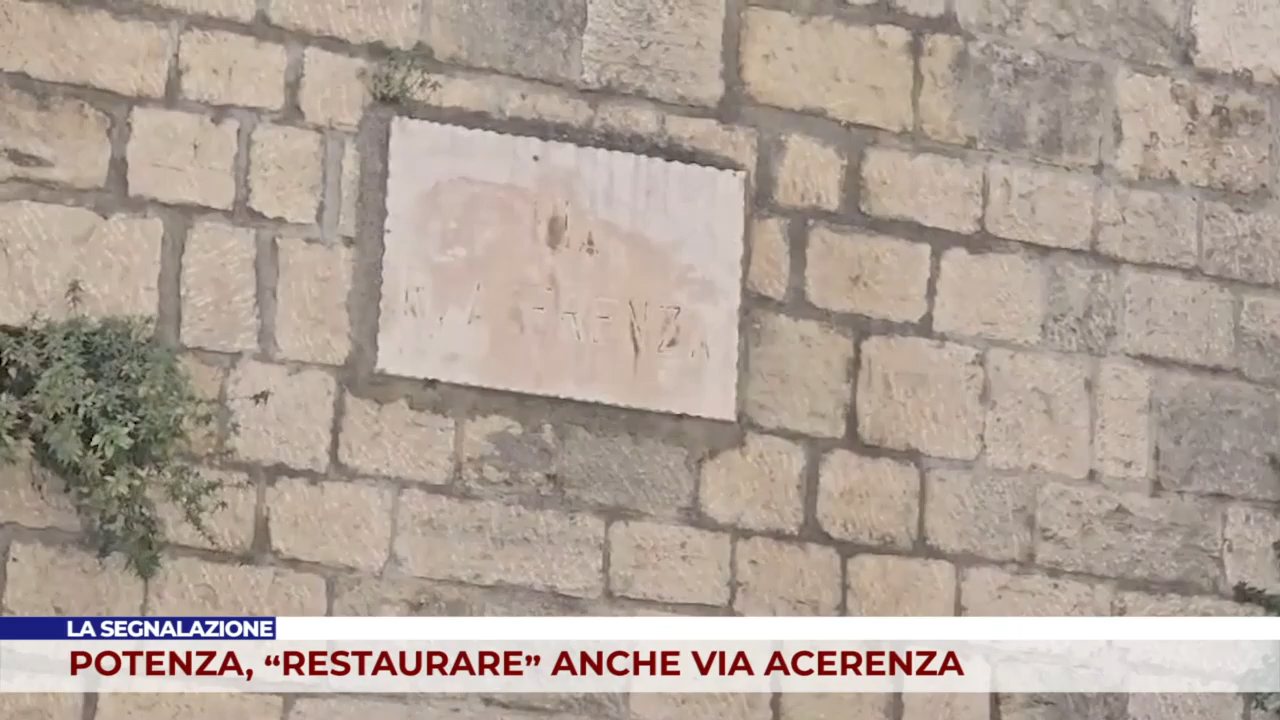 LA SEGNALAZIONE
POTENZA, “RESTAURARE” ANCHE VIA ACERENZA